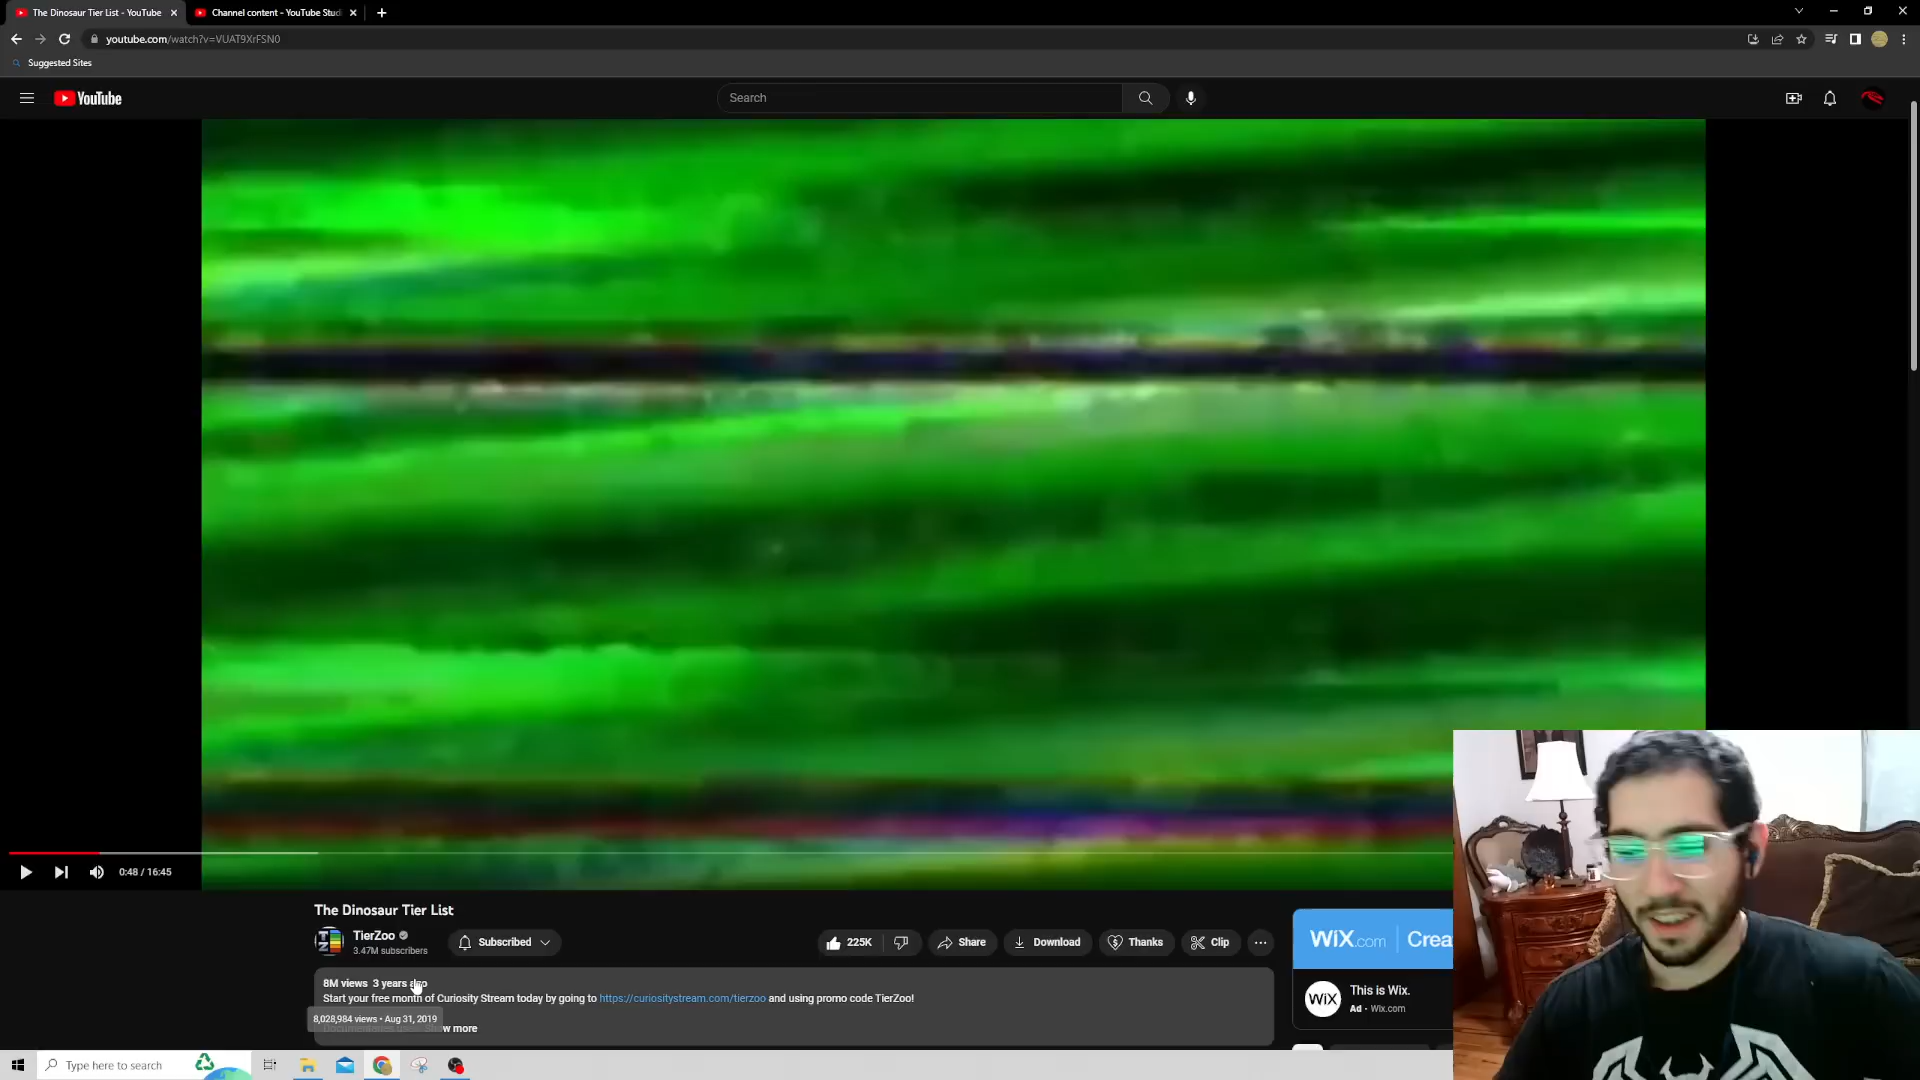 The Dinosaur Tier List - YouTube
Channel content - YouTube Stud
youtube.com/watch?v=VUAT9XrFSN0
Suggested Sites
YouTube
Search
0:48 / 16:45
The Dinosaur Tier List
TierZoo
3.47M subscribers
Subscribed
225K
Share
Download
Thanks
Clip
WiX.com Crea
8M views 3 years ago
Start your free month of Curiosity Stream today by going to https://curiositystream.com/tierzoo and using promo code TierZoo!
8,028,984 views • Aug 31, 2019
w more
WiX
This is Wix.
Ad · Wix.com
Type here to search